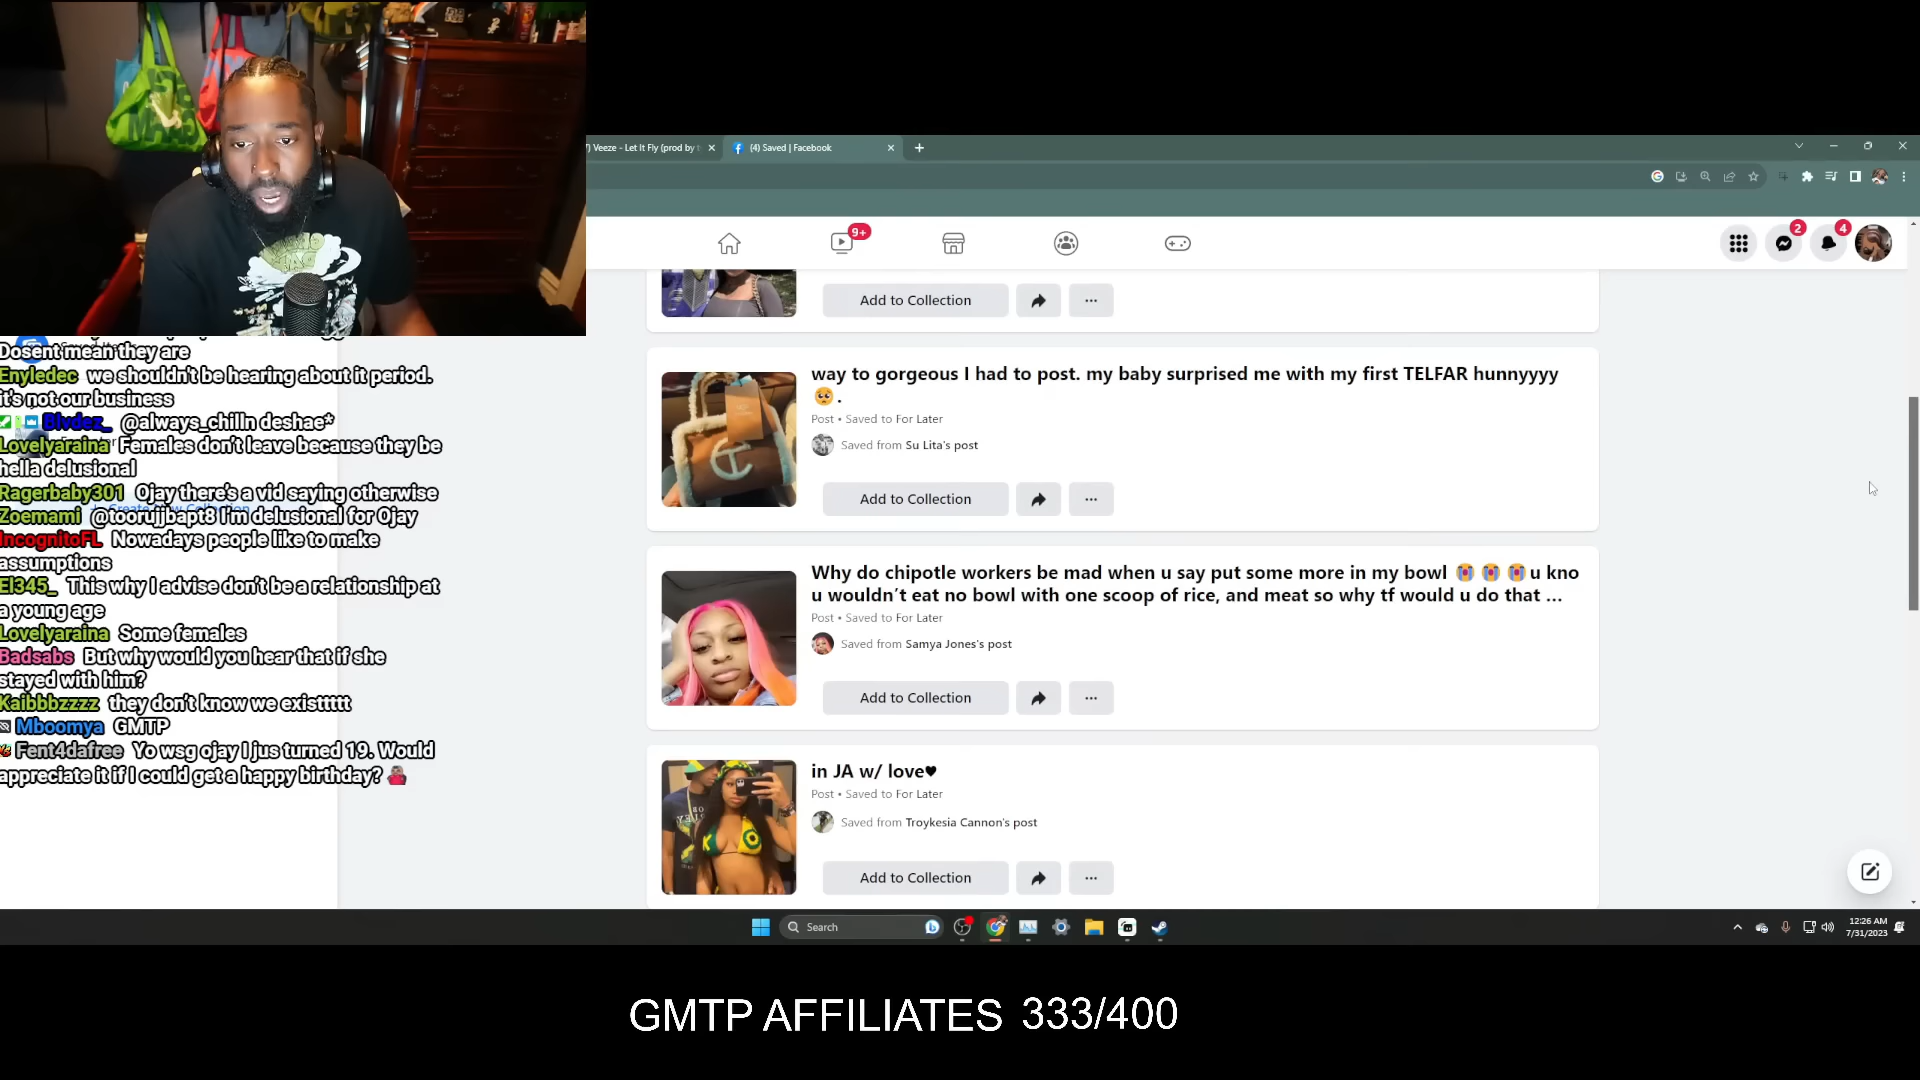 Veeze - Let It Fly (prod by t
(4) Saved | Facebook
9+
2
4
Add to Collection
way to gorgeous I had to post. my baby surprised me with my first TELFAR hunnyyyy
🥺 .
Post • Saved to For Later
Saved from Su Lita's post
Add to Collection
Why do chipotle workers be mad when u say put some more in my bowl 😭 😭 😭 u kno
u wouldn't eat no bowl with one scoop of rice, and meat so why tf would u do that ...
Post • Saved to For Later
Saved from Samya Jones's post
Add to Collection
in JA w/ love♥
Post • Saved to For Later
Saved from Troykesia Cannon's post
Add to Collection
Dosent mean they are
Enyledec we shouldn't be hearing about it period.
it's not our business
Blvdez_ @always_chilln deshae*
Lovelyaraina Females don't leave because they be
hella delusional
Ragerbaby301 Ojay there's a vid saying otherwise
Create New Collection
Zoemami @toorujjbapt8 I'm delusional for Ojay
IncognitoFL Nowadays people like to make
assumptions
El345_ This why I advise don't be a relationship at
a young age
Lovelyaraina Some females
Badsabs But why would you hear that if she
stayed with him?
Kaibbbzzzz they don't know we existtttt
Mboomya GMTP
Fent4dafree Yo wsg ojay I jus turned 19. Would
appreciate it if I could get a happy birthday?
Search
12:26 AM
7/31/2023
GMTP AFFILIATES 333/400